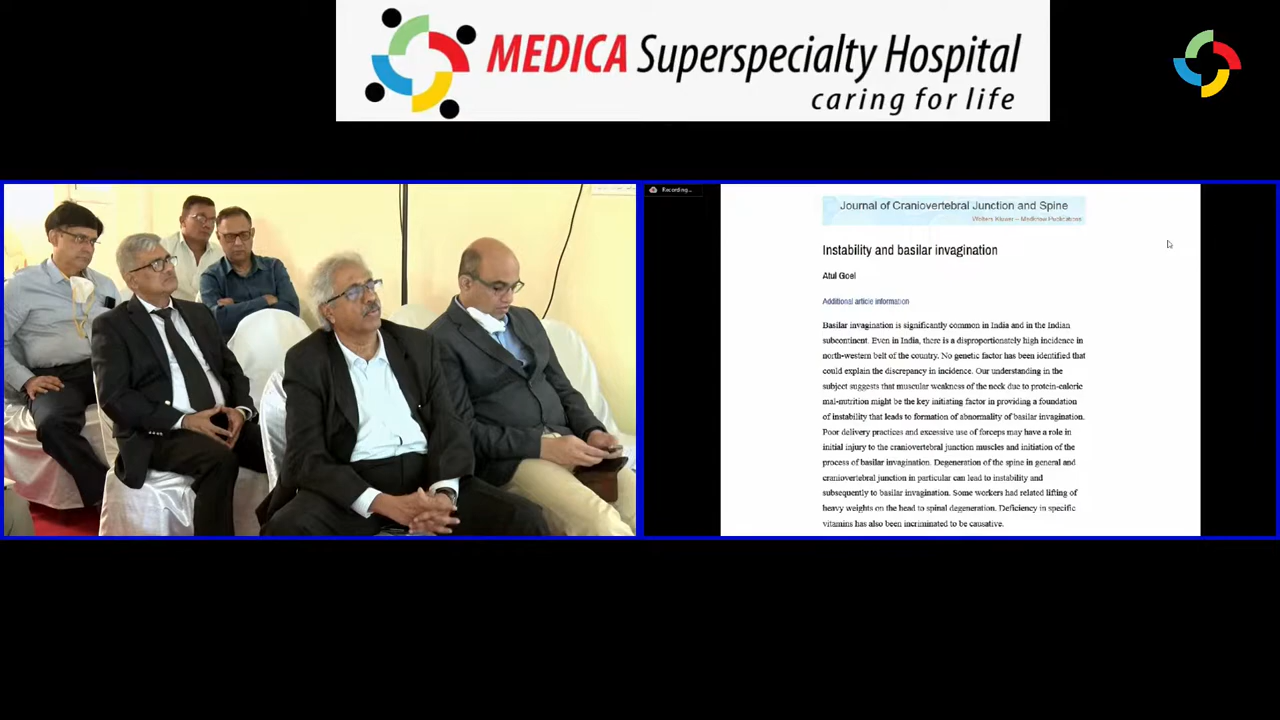 MEDICA Superspecialty Hospital
caring for life
Recording...
Journal of Craniovertebral Junction and Spine
Wolters Kluwer – Medknow Publications
Instability and basilar invagination
Atul Goel
Additional article information
Basilar invagination is significantly common in India and in the Indian
subcontinent. Even in India, there is a disproportionately high incidence in
north-western belt of the country. No genetic factor has been identified that
could explain the discrepancy in incidence. Our understanding in the
subject suggests that muscular weakness of the neck due to protein-calorie
mal-nutrition might be the key initiating factor in providing a foundation
of instability that leads to formation of abnormality of basilar invagination.
Poor delivery practices and excessive use of forceps may have a role in
initial injury to the craniovertebral junction muscles and initiation of the
process of basilar invagination. Degeneration of the spine in general and
craniovertebral junction in particular can lead to instability and
subsequently to basilar invagination. Some workers had related lifting of
heavy weights on the head to spinal degeneration. Deficiency in specific
vitamins has also been incriminated to be causative.